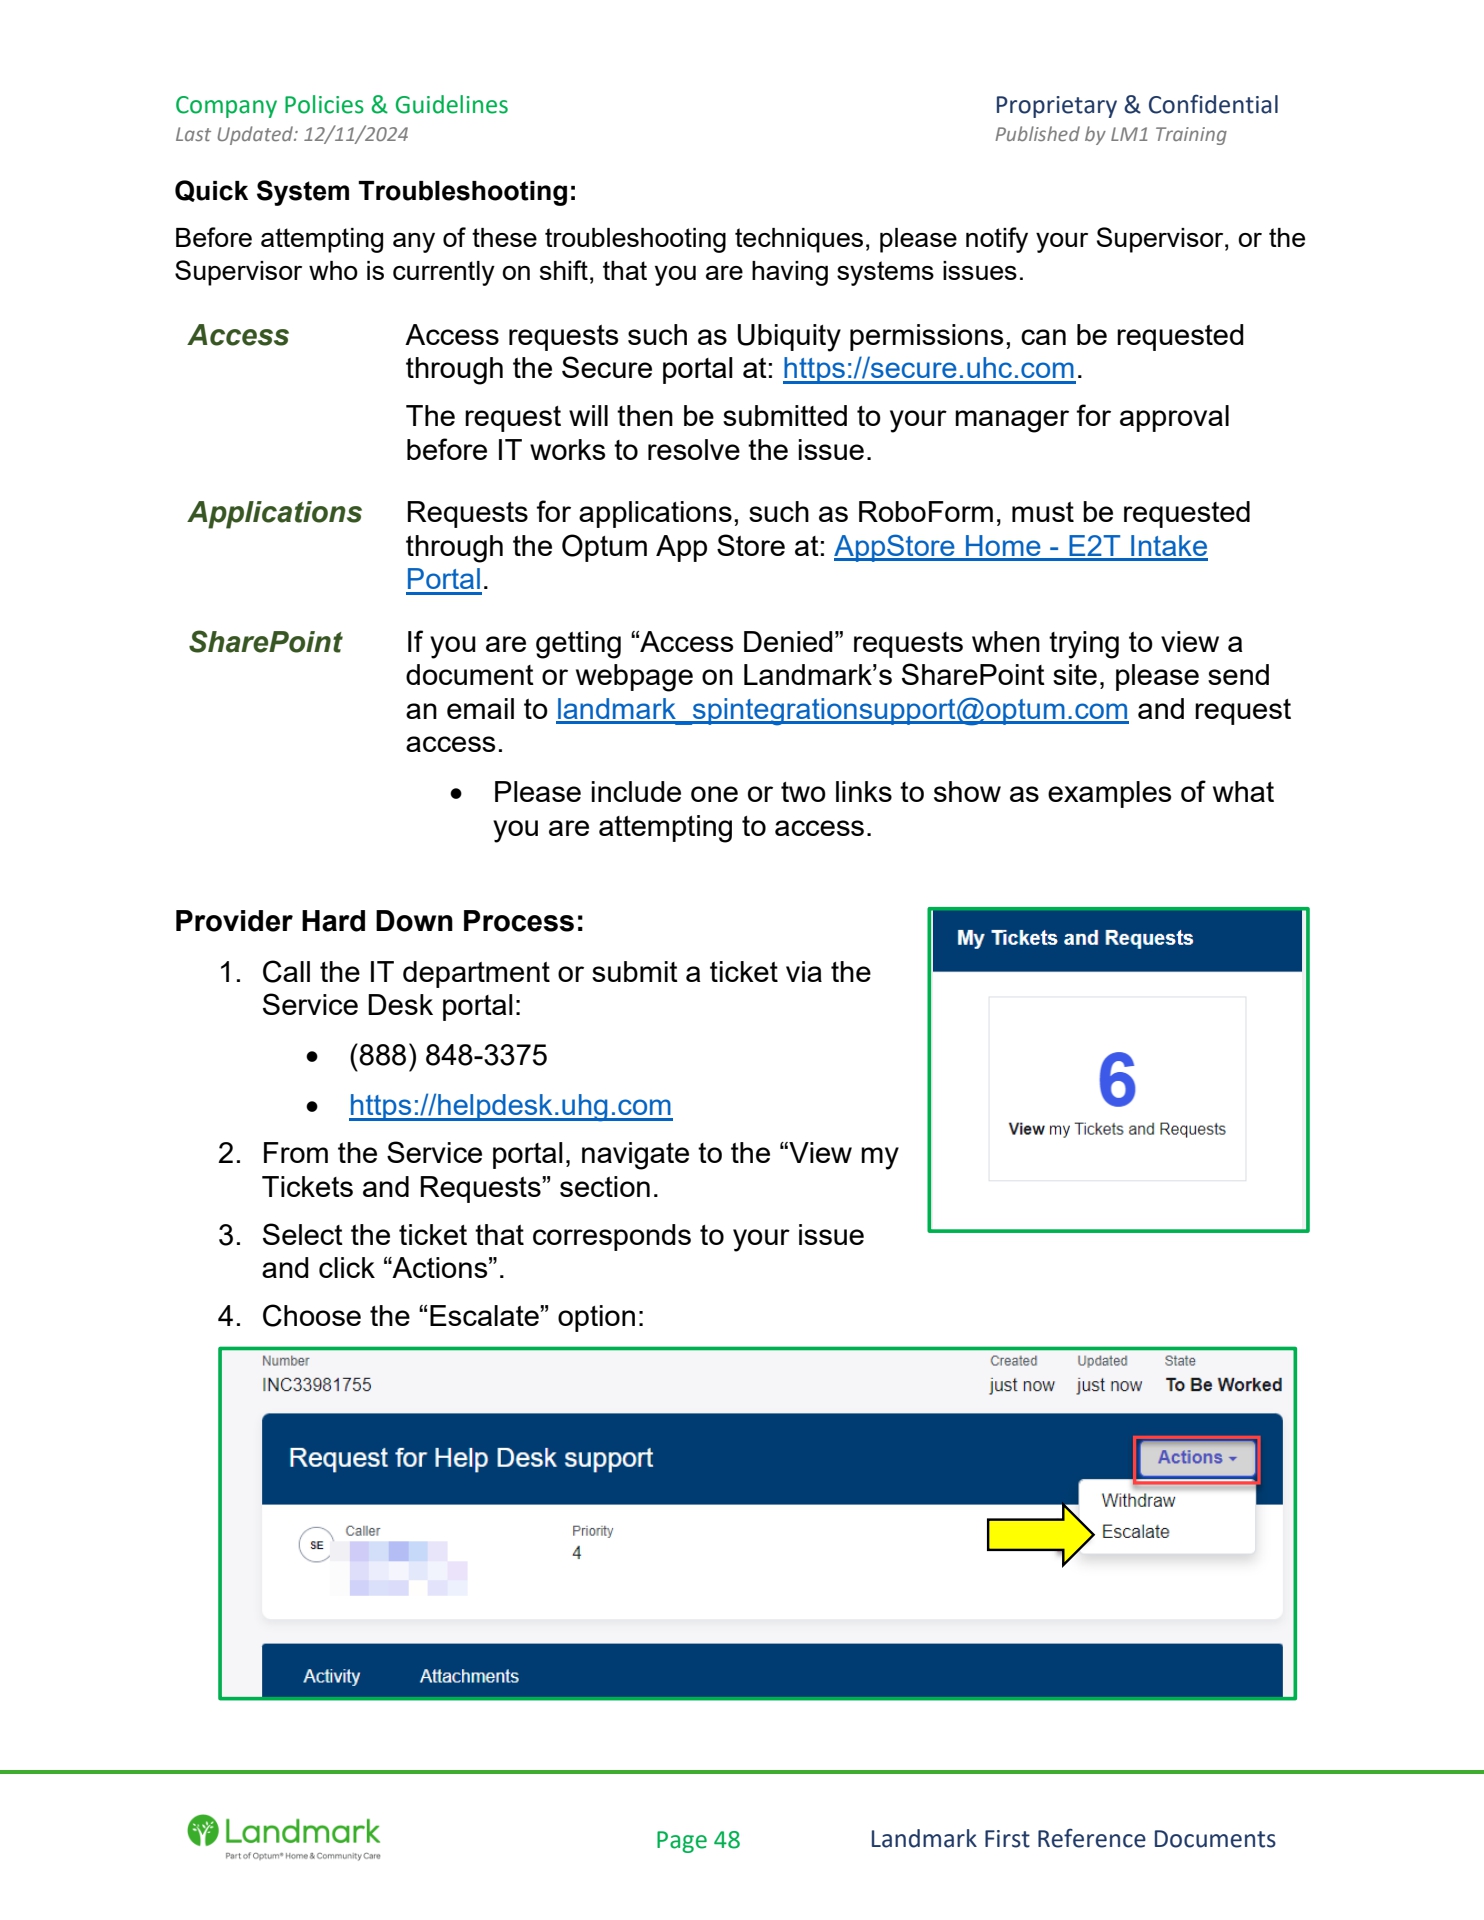 Company Policies & Guidelines
Proprietary & Confidential
Last Updated: 12/11/2024
Published by LM1 Training
Quick System Troubleshooting:
Before attempting any of these troubleshooting techniques, please notify your Supervisor, or the
Supervisor who is currently on shift, that you are having systems issues.
Access
Access requests such as Ubiquity permissions, can be requested
through the Secure portal at: https://secure.uhc.com.
The request will then be submitted to your manager for approval
before IT works to resolve the issue.
Applications
Requests for applications, such as RoboForm, must be requested
through the Optum App Store at: AppStore Home - E2T Intake
Portal.
SharePoint
If you are getting “Access Denied” requests when trying to view a
document or webpage on Landmark’s SharePoint site, please send
an email to landmark_spintegrationsupport@optum.com and request
access.
• Please include one or two links to show as examples of what
you are attempting to access.
Provider Hard Down Process:
1. Call the IT department or submit a ticket via the
Service Desk portal:
• (888) 848-3375
• https://helpdesk.uhg.com
2. From the Service portal, navigate to the “View my
Tickets and Requests” section.
3. Select the ticket that corresponds to your issue
and click “Actions”.
4. Choose the “Escalate” option:
My Tickets and Requests
6
View my Tickets and Requests
Number
Created
Updated
State
INC33981755
just now
just now
To Be Worked
Request for Help Desk support
Actions
Withdraw
Escalate
SE
Caller
Priority
4
Activity
Attachments
Landmark
Part of Optum® Home & Community Care
Page 48
Landmark First Reference Documents